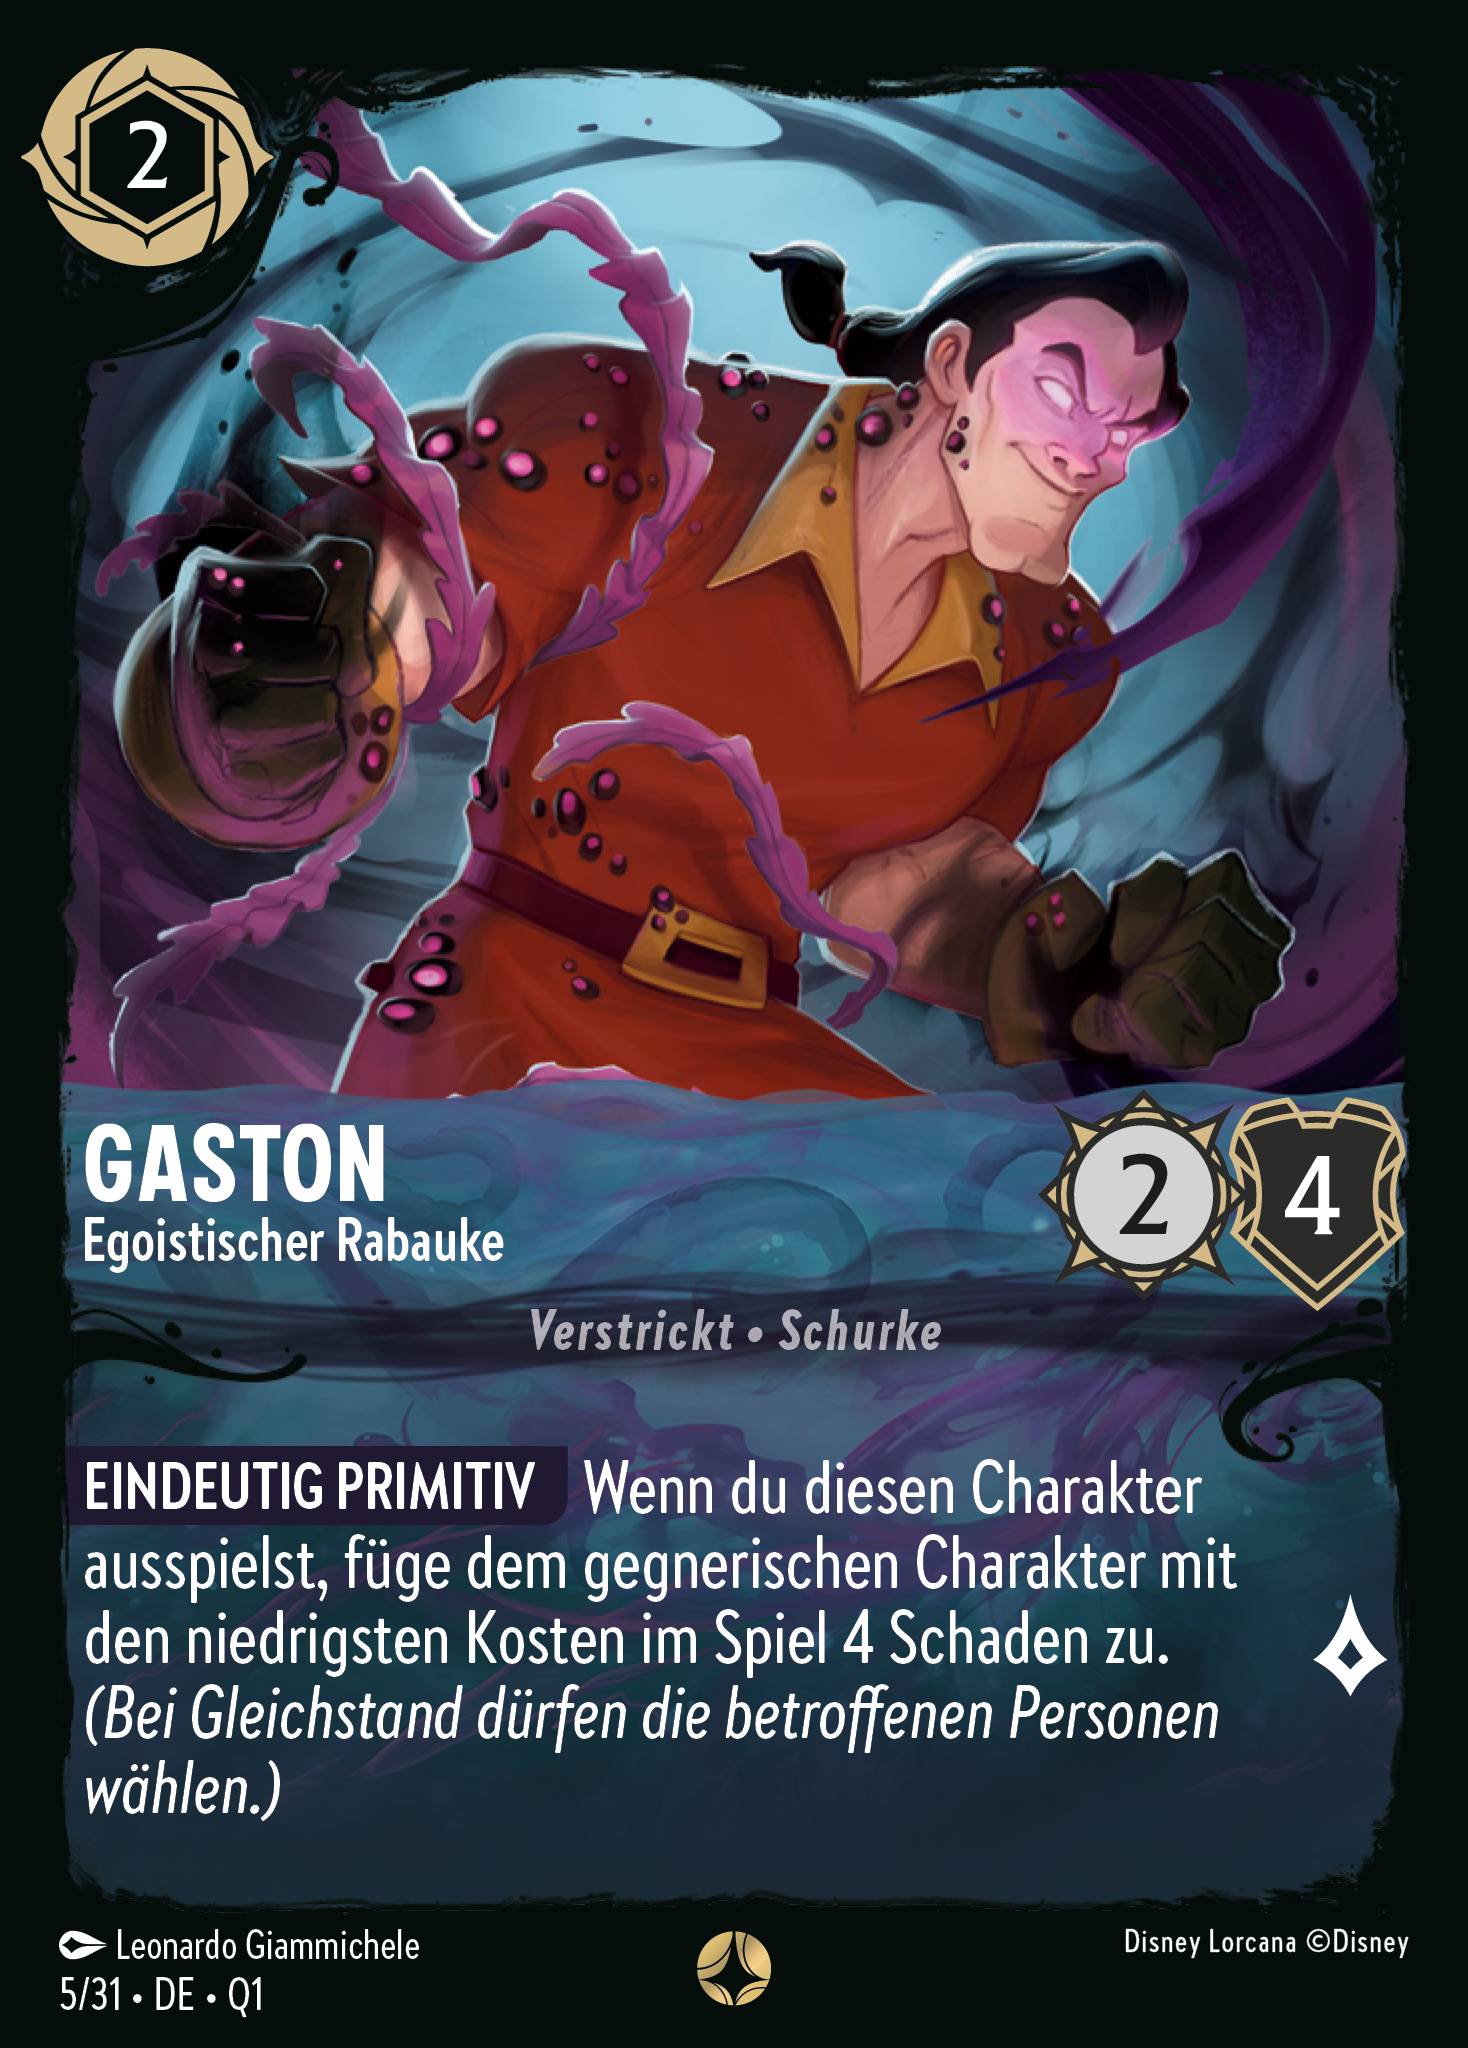 2
GASTON
Egoistischer Rabauke
2 4
Verstrickt • Schurke
EINDEUTIG PRIMITIV Wenn du diesen Charakter
ausspielst, füge dem gegnerischen Charakter mit
den niedrigsten Kosten im Spiel 4 Schaden zu.
(Bei Gleichstand dürfen die betroffenen Personen
wählen.)
Leonardo Giammichele
Disney Lorcana ©Disney
5/31 • DE • Q1